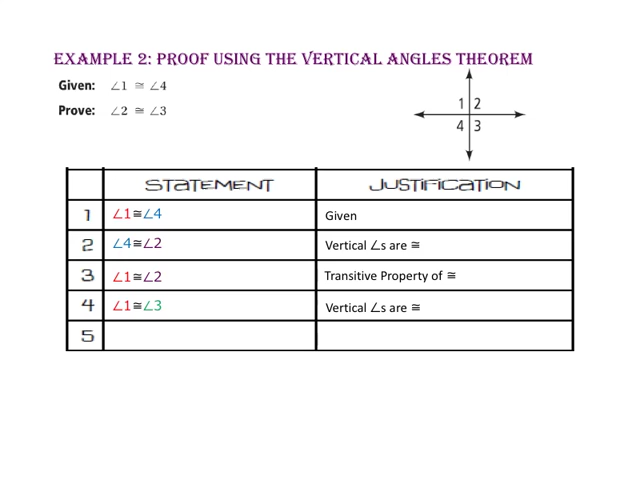 EXAMPLE 2: PROOF USING THE VERTICAL ANGLES THEOREM
Given: ∠1 ≅ ∠4
Prove: ∠2 ≅ ∠3
1 2
4 3
STATEMENT JUSTIFICATION
1 ∠1≅∠4 Given
2 ∠4≅∠2 Vertical ∠s are ≅
3 ∠1≅∠2 Transitive Property of ≅
4 ∠1≅∠3 Vertical ∠s are ≅
5